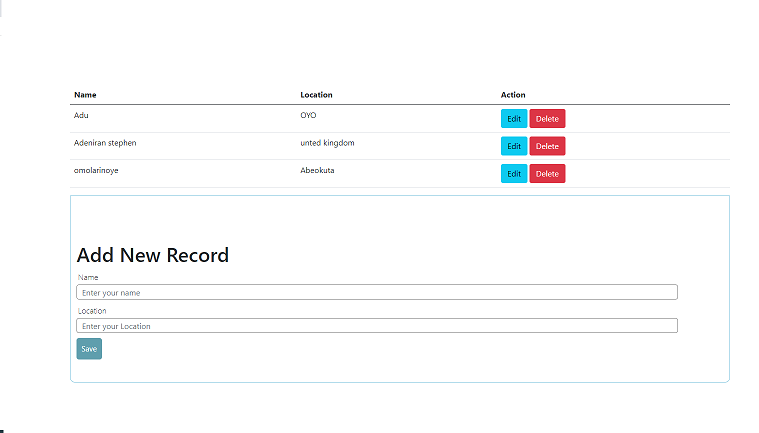 Name Location Action
Adu OYO Edit Delete
Adeniran stephen unted kingdom Edit Delete
omolarinoye Abeokuta Edit Delete
Add New Record
Name
Enter your name
Location
Enter your Location
Save